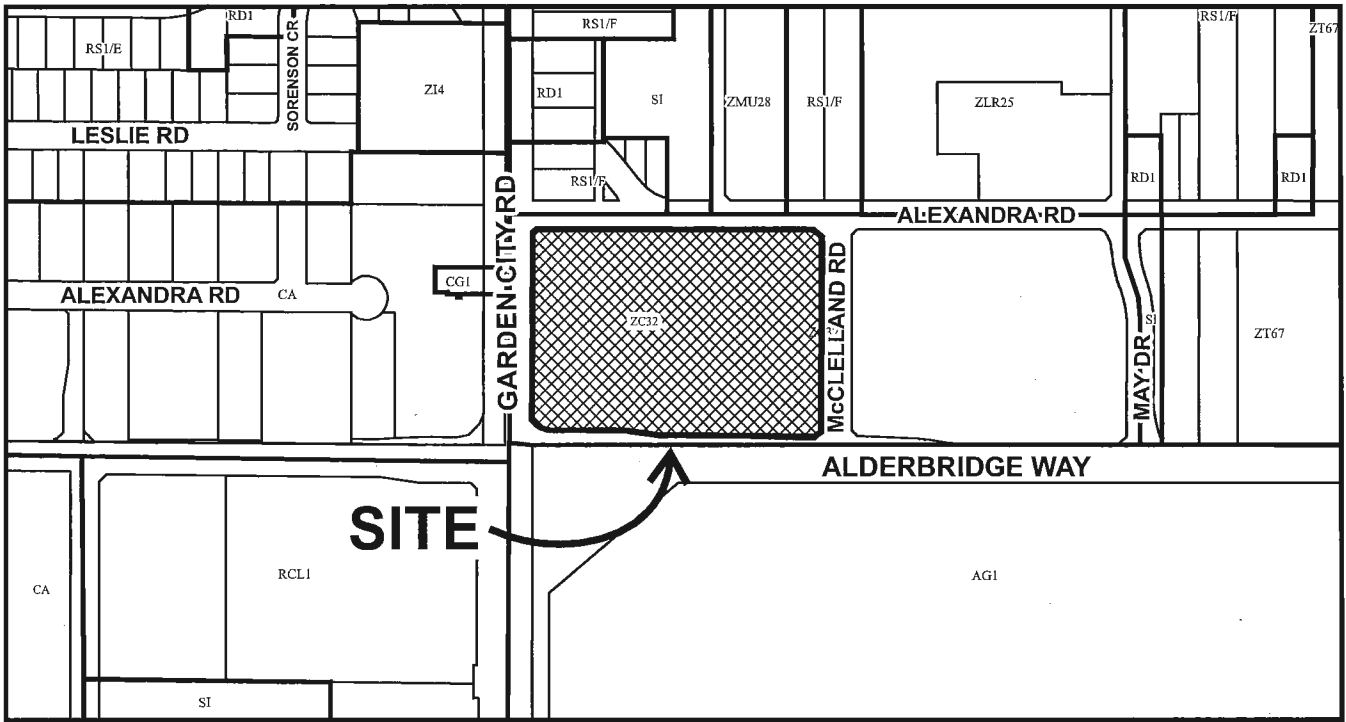 RD1
RS1/F
RS1/F
ZT67
RS1/E
SORENSON CR
ZI4
RD1
SI
ZMU28
RS1/F
ZLR25
LESLIE RD
RS1/F
RD1
RD1
GARDEN CITY RD
ALEXANDRA RD
ALEXANDRA RD
CA
CG1
ZC32
McCLELLAND RD
MAY DR
SI
ZT67
ALDERBRIDGE WAY
SITE
CA
RCL1
AG1
SI